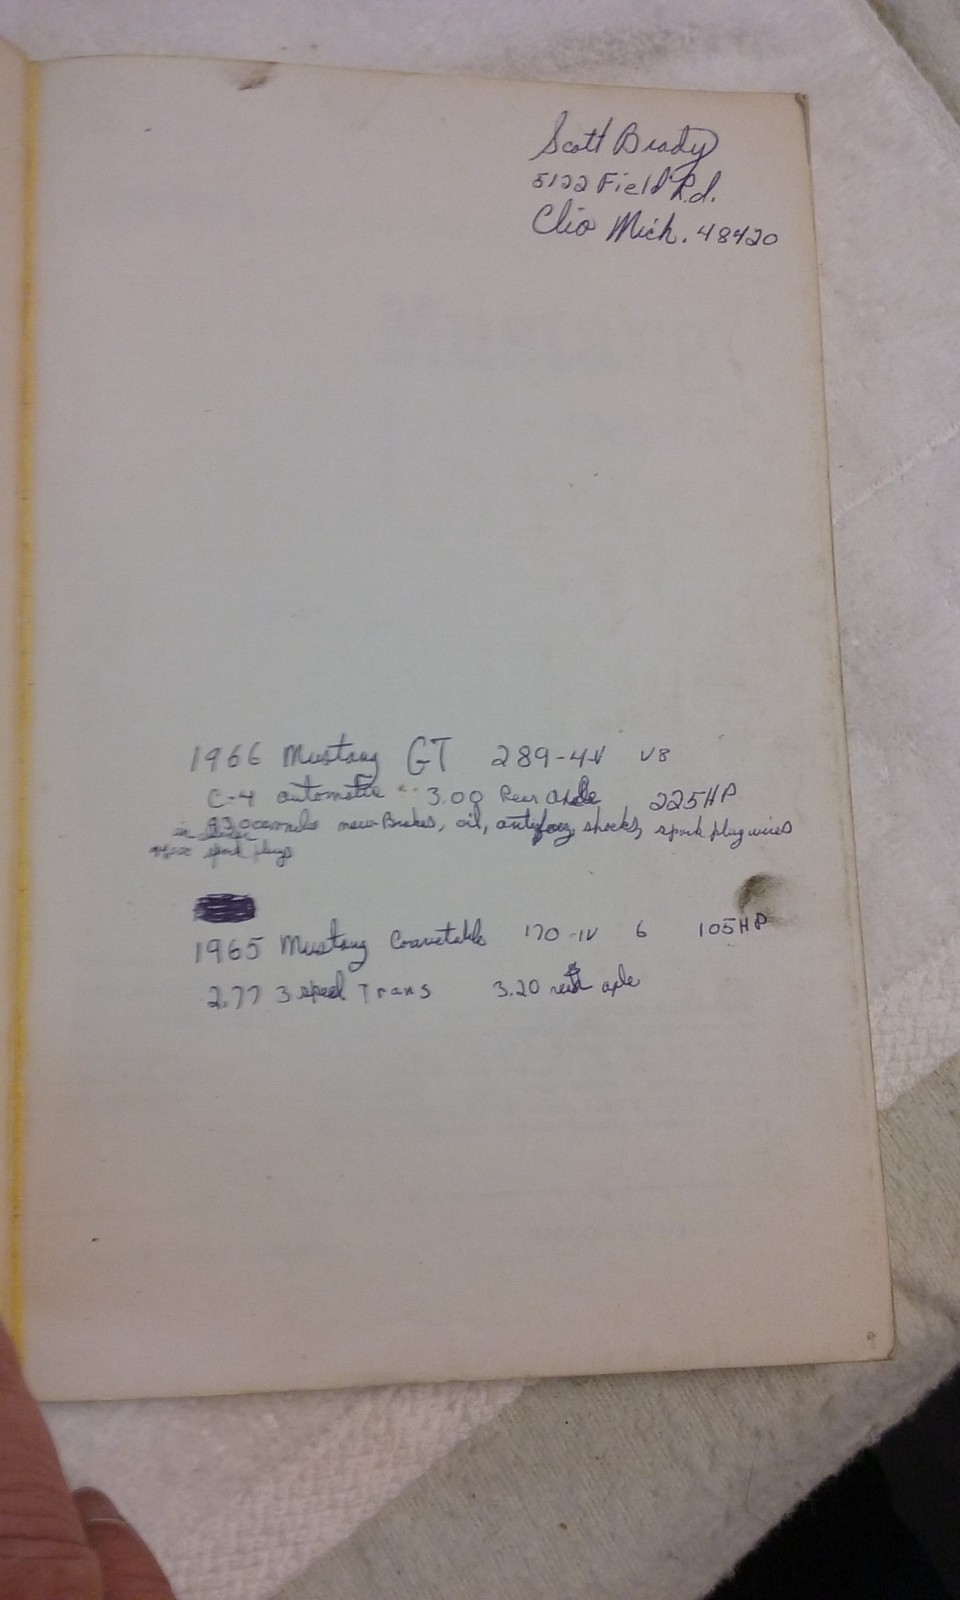 Scott Brady
5122 Field Rd.
Clio Mich. 48420
1966 Mustang GT 289-4V V8
C-4 automatic 3.00 Rear Axle 225HP
new Brakes, oil, antifreeze, shocks, spark plug wires
spark plugs
1965 Mustang Convetable 170-1V 6 105HP
2.77 3 speed Trans 3.20 axle